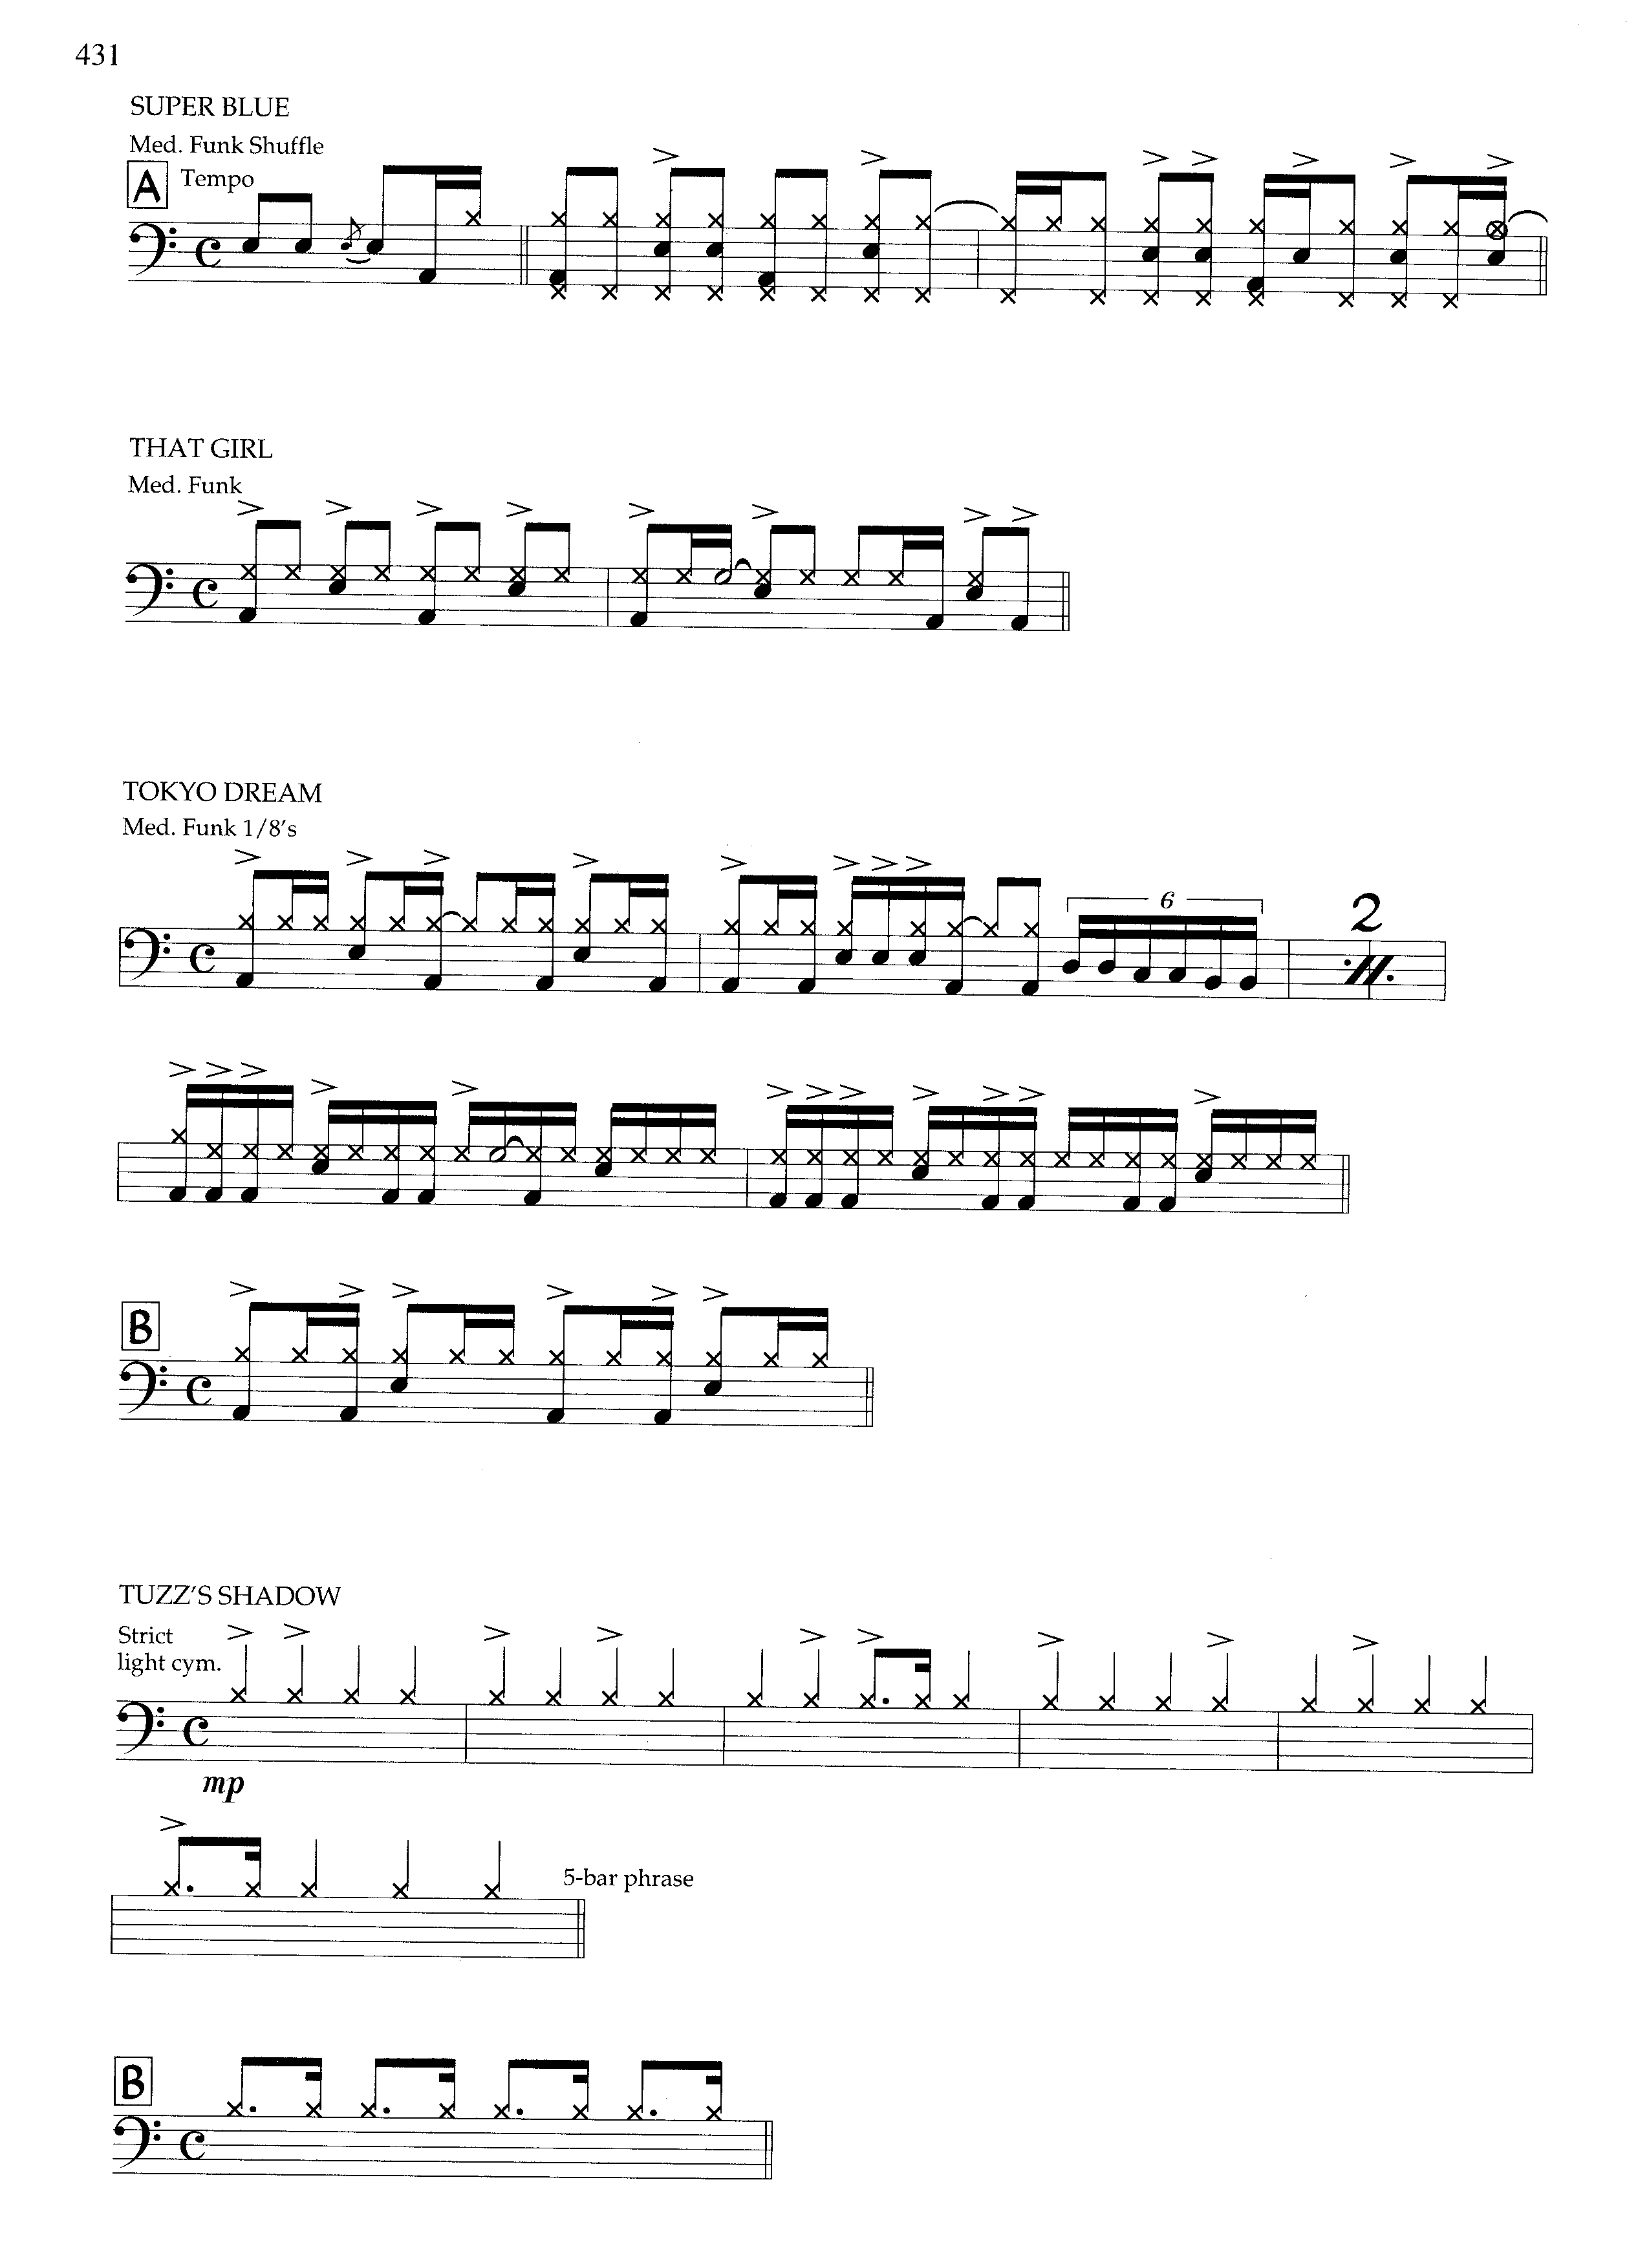 431
SUPER BLUE
Med. Funk Shuffle
A Tempo
THAT GIRL
Med. Funk
TOKYO DREAM
Med. Funk 1/8's
6
2
B
TUZZ'S SHADOW
Strict
light cym.
mp
5-bar phrase
B